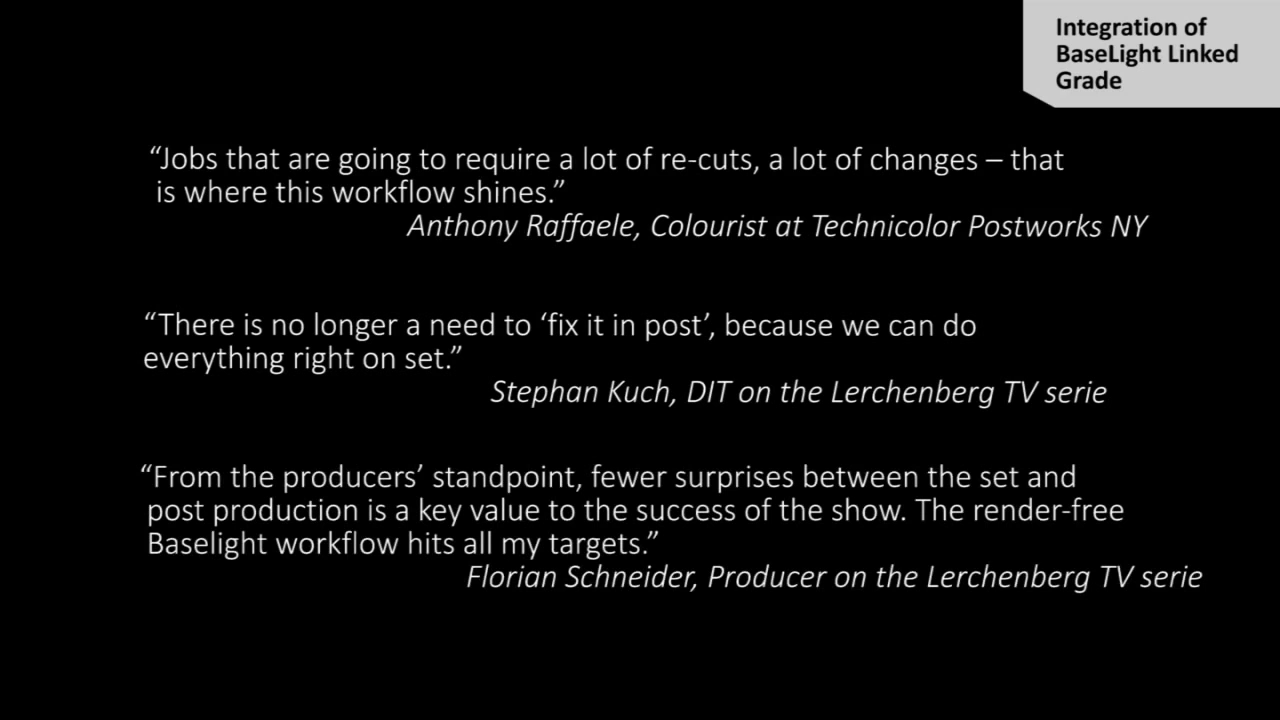 Integration of
BaseLight Linked
Grade
“Jobs that are going to require a lot of re-cuts, a lot of changes – that
is where this workflow shines.”
Anthony Raffaele, Colourist at Technicolor Postworks NY
“There is no longer a need to ‘fix it in post’, because we can do
everything right on set.”
Stephan Kuch, DIT on the Lerchenberg TV serie
“From the producers’ standpoint, fewer surprises between the set and
post production is a key value to the success of the show. The render-free
Baselight workflow hits all my targets.”
Florian Schneider, Producer on the Lerchenberg TV serie